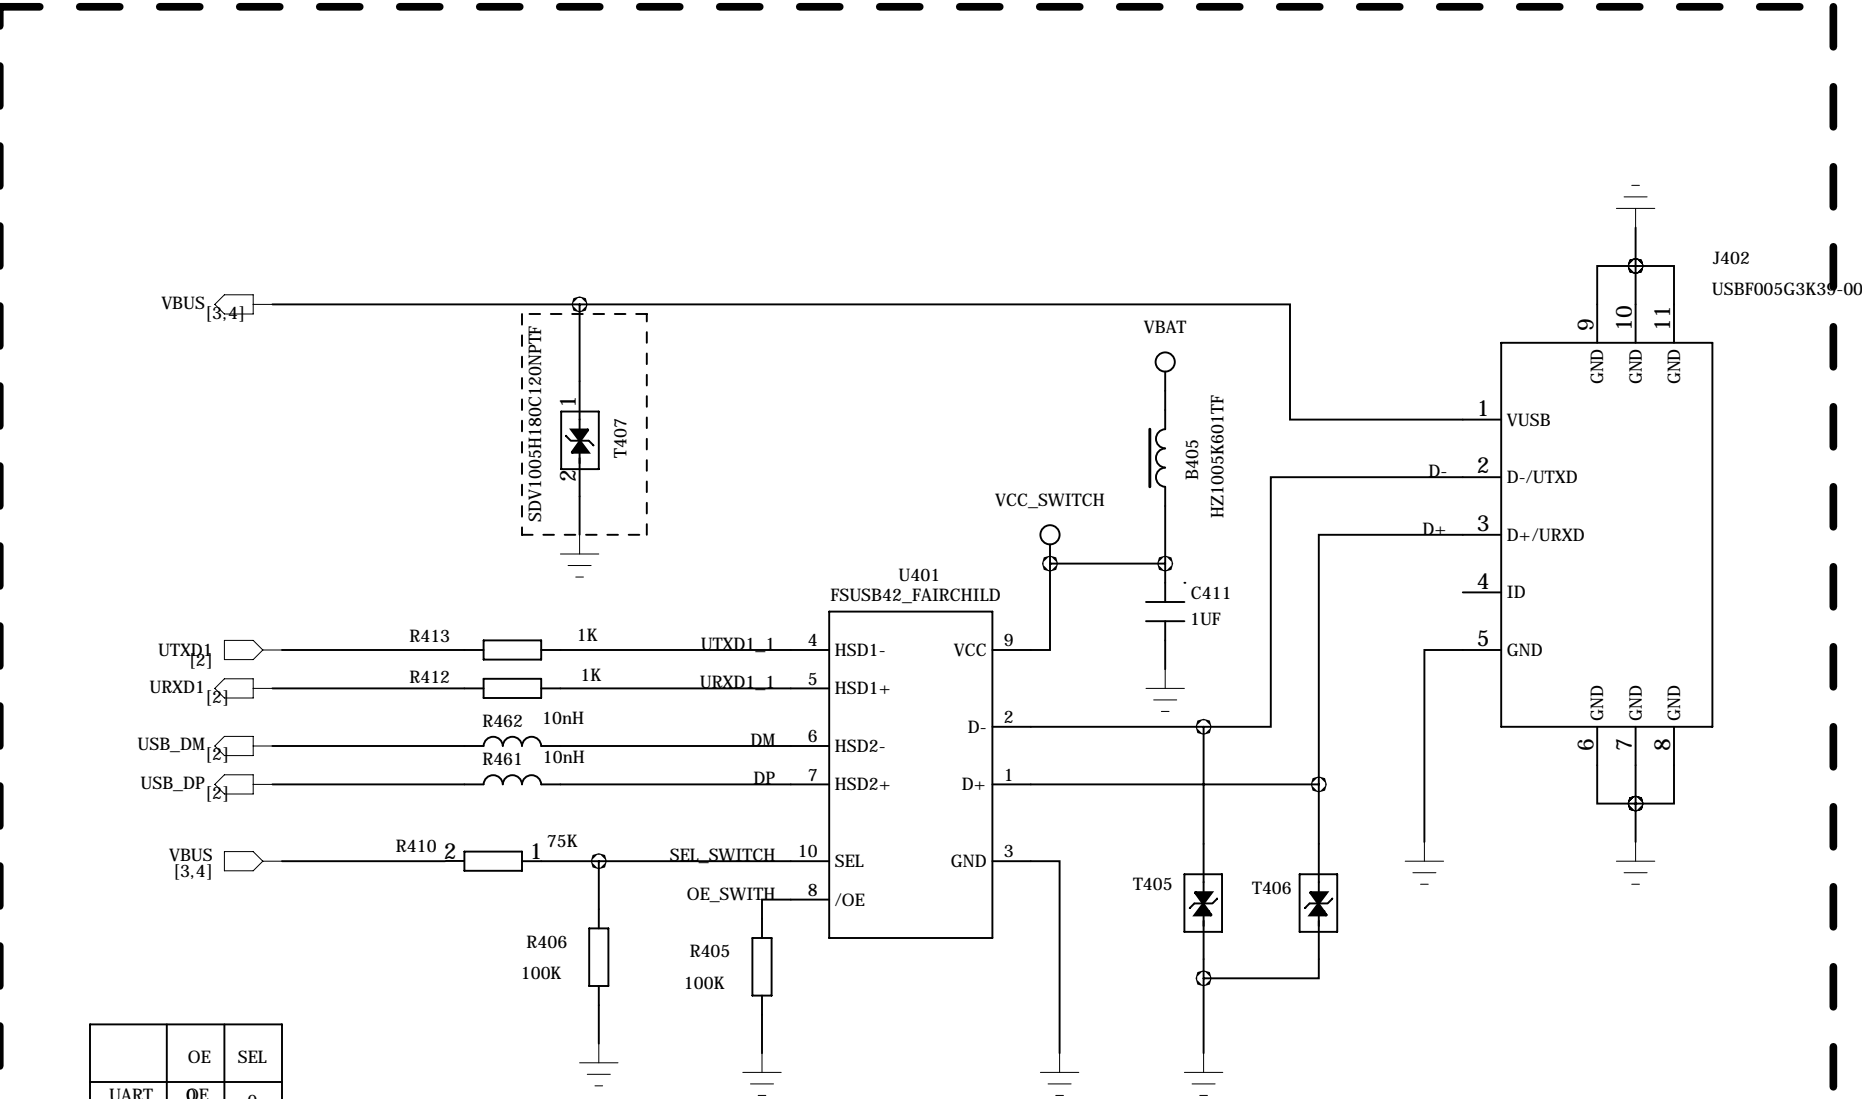 J402
USBF005G3K39-00
9
10
11
GND
GND
GND
VBUS
[3,4]
SDV1005H180C120NPTF
1
2
T407
VBAT
B405
HZ1005K601TF
VCC_SWITCH
C411
1UF
1
VUSB
D-
2
D-/UTXD
D+
3
D+/URXD
4
ID
5
GND
GND
GND
GND
6
7
8
U401
FSUSB42_FAIRCHILD
UTXD1
[2]
R413
1K
UTXD1_1
4
HSD1-
VCC
9
URXD1
[2]
R412
1K
URXD1_1
5
HSD1+
D-
2
USB_DM
[2]
R462
10nH
DM
6
HSD2-
USB_DP
[2]
R461
10nH
DP
7
HSD2+
D+
1
VBUS
[3,4]
R410
2
1
75K
SEL_SWITCH
10
SEL
GND
3
OE_SWITH
8
/OE
T405
T406
R406
100K
R405
100K
OE
SEL
UART